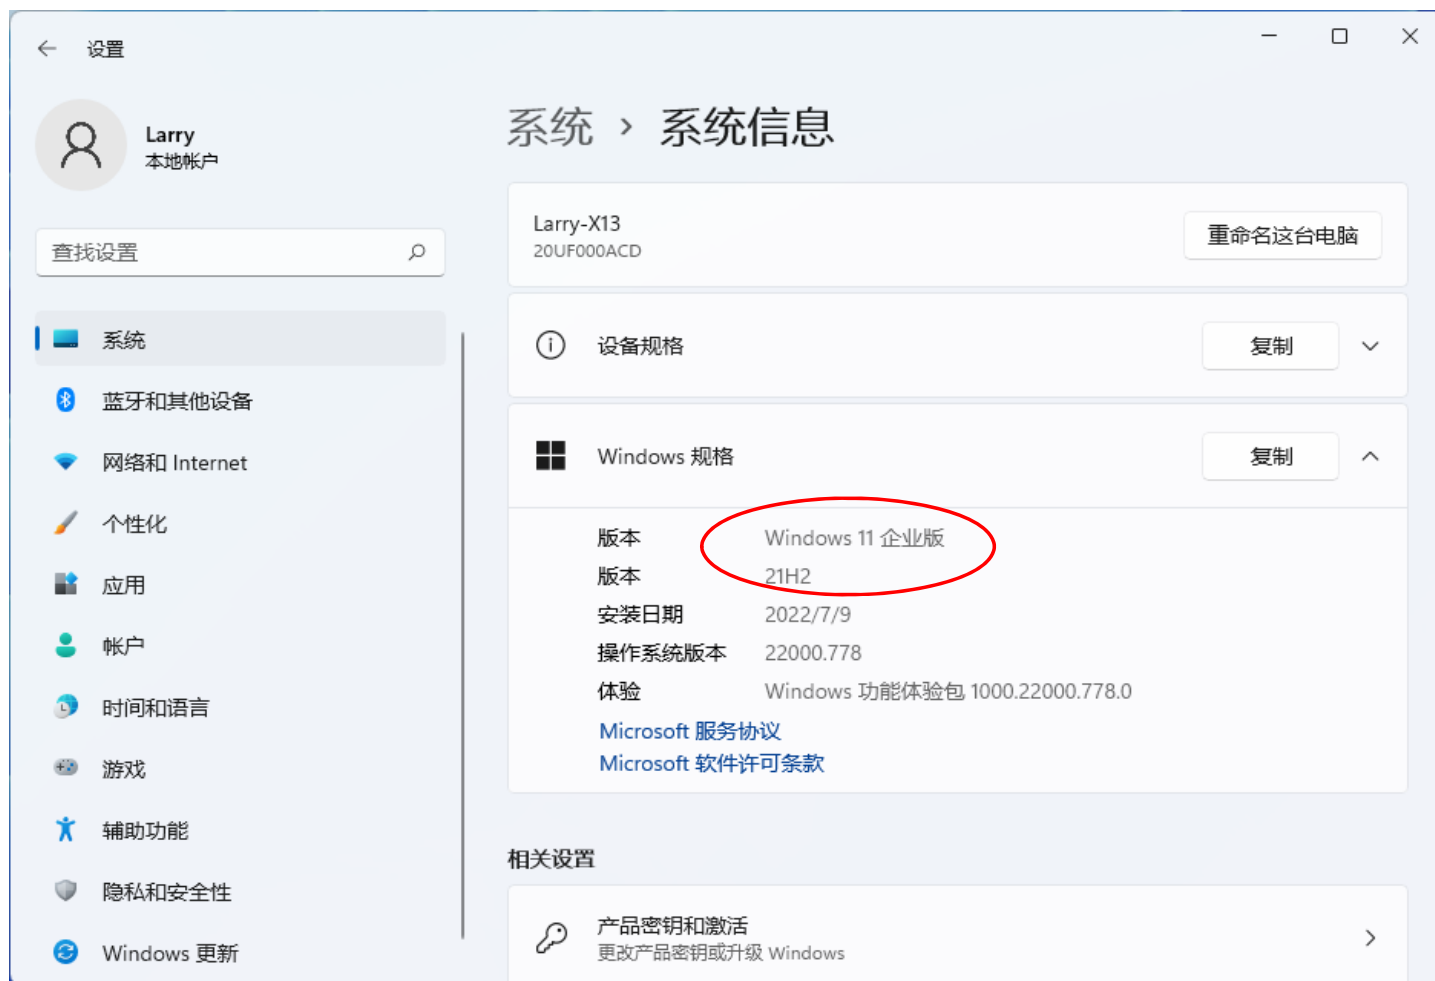 设置
Larry
本地帐户
查找设置
系统
蓝牙和其他设备
网络和 Internet
个性化
应用
帐户
时间和语言
游戏
辅助功能
隐私和安全性
Windows 更新
系统 › 系统信息
Larry-X13
20UF000ACD
重命名这台电脑
设备规格
复制
Windows 规格
复制
版本 Windows 11 企业版
版本 21H2
安装日期 2022/7/9
操作系统版本 22000.778
体验 Windows 功能体验包 1000.22000.778.0
Microsoft 服务协议
Microsoft 软件许可条款
相关设置
产品密钥和激活
更改产品密钥或升级 Windows